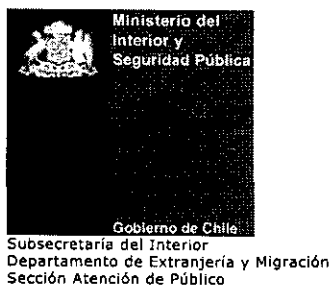 Ministerio del
Interior y
Seguridad Pública
Gobierno de Chile
Subsecretaría del Interior
Departamento de Extranjería y Migración
Sección Atención de Público